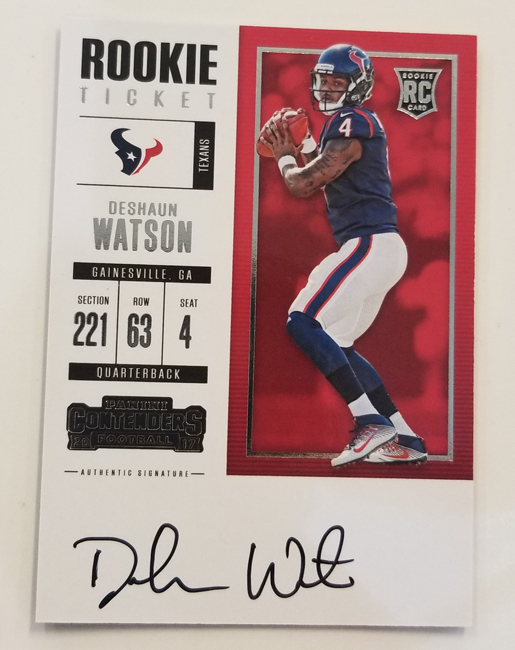 ROOKIE
TICKET
TEXANS
DESHAUN
WATSON
GAINESVILLE, GA
SECTION ROW SEAT
221 63 4
QUARTERBACK
PANINI
CONTENDERS
20 FOOTBALL 17
AUTHENTIC SIGNATURE
ROOKIE
RC
CARD
4